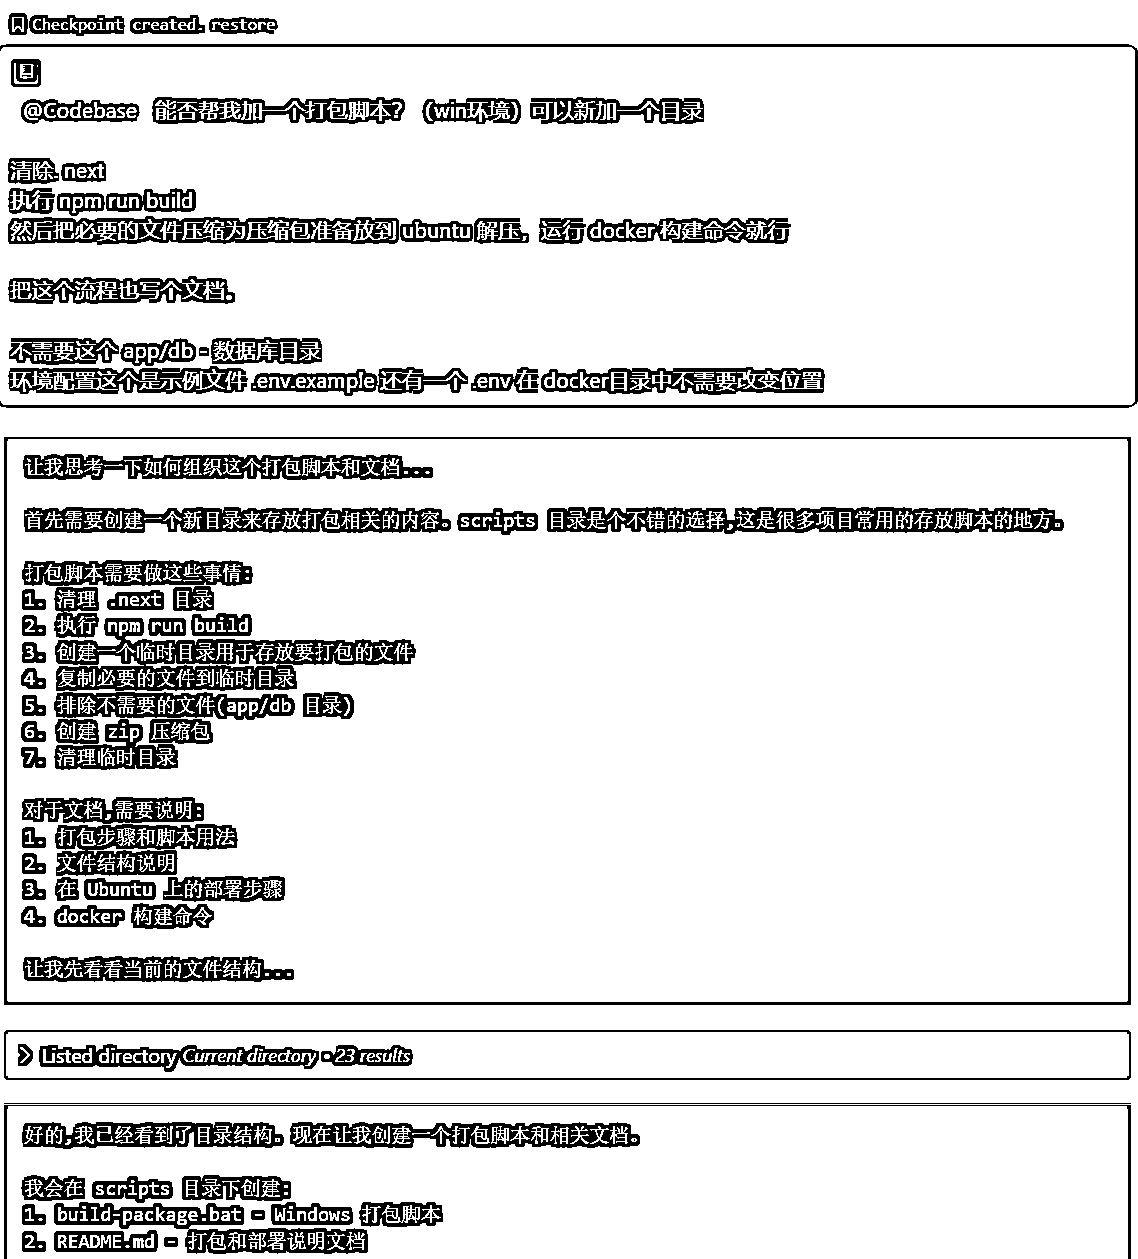 Checkpoint created. restore
@Codebase 能否帮我加一个打包脚本？（win环境）可以新加一个目录
清除.next
执行 npm run build
然后把必要的文件压缩为压缩包准备放到 ubuntu 解压，运行 docker 构建命令就行
把这个流程也写个文档。
不需要这个 app/db - 数据库目录
环境配置这个是示例文件 .env.example 还有一个 .env 在 docker目录中不需要改变位置
让我思考一下如何组织这个打包脚本和文档...
首先需要创建一个新目录来存放打包相关的内容。scripts 目录是个不错的选择,这是很多项目常用的存放脚本的地方。
打包脚本需要做这些事情:
1. 清理 .next 目录
2. 执行 npm run build
3. 创建一个临时目录用于存放要打包的文件
4. 复制必要的文件到临时目录
5. 排除不需要的文件(app/db 目录)
6. 创建 zip 压缩包
7. 清理临时目录
对于文档,需要说明:
1. 打包步骤和脚本用法
2. 文件结构说明
3. 在 Ubuntu 上的部署步骤
4. docker 构建命令
让我先看看当前的文件结构...
Listed directory Current directory • 23 results
好的,我已经看到了目录结构。现在让我创建一个打包脚本和相关文档。
我会在 scripts 目录下创建:
1. build-package.bat - Windows 打包脚本
2. README.md - 打包和部署说明文档